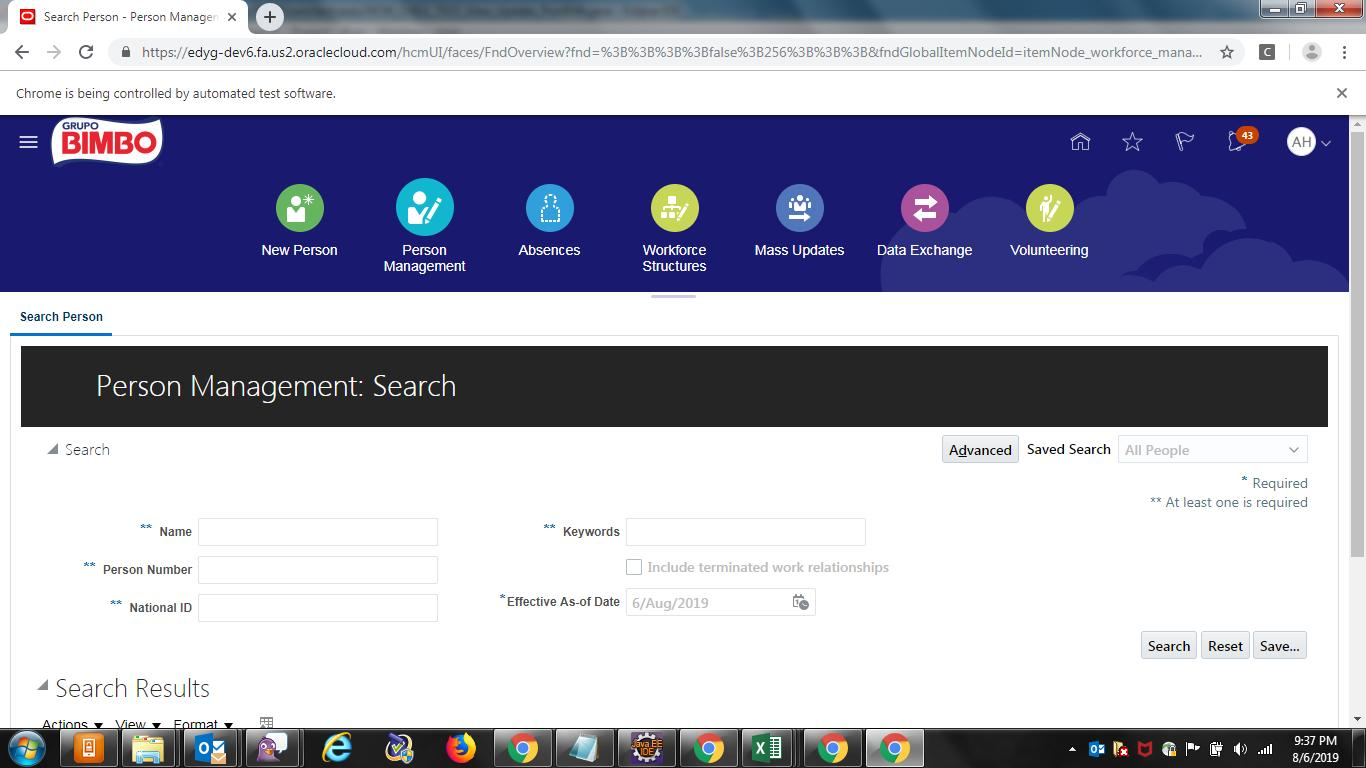 Search Person - Person Managem
https://edyg-dev6.fa.us2.oraclecloud.com/hcmUI/faces/FndOverview?fnd=%3B%3B%3B%3Bfalse%3B256%3B%3B%3B&fndGlobalItemNodeId=itemNode_workforce_mana...
C
Chrome is being controlled by automated test software.
GRUPO
BIMBO
43
AH
New Person
Person Management
Absences
Workforce Structures
Mass Updates
Data Exchange
Volunteering
Search Person
Person Management: Search
Search
Advanced
Saved Search
All People
* Required
** At least one is required
** Name
** Keywords
** Person Number
Include terminated work relationships
** National ID
*Effective As-of Date
6/Aug/2019
Search
Reset
Save...
Search Results
Actions
View
Format
Java EE
IDE
9:37 PM
8/6/2019